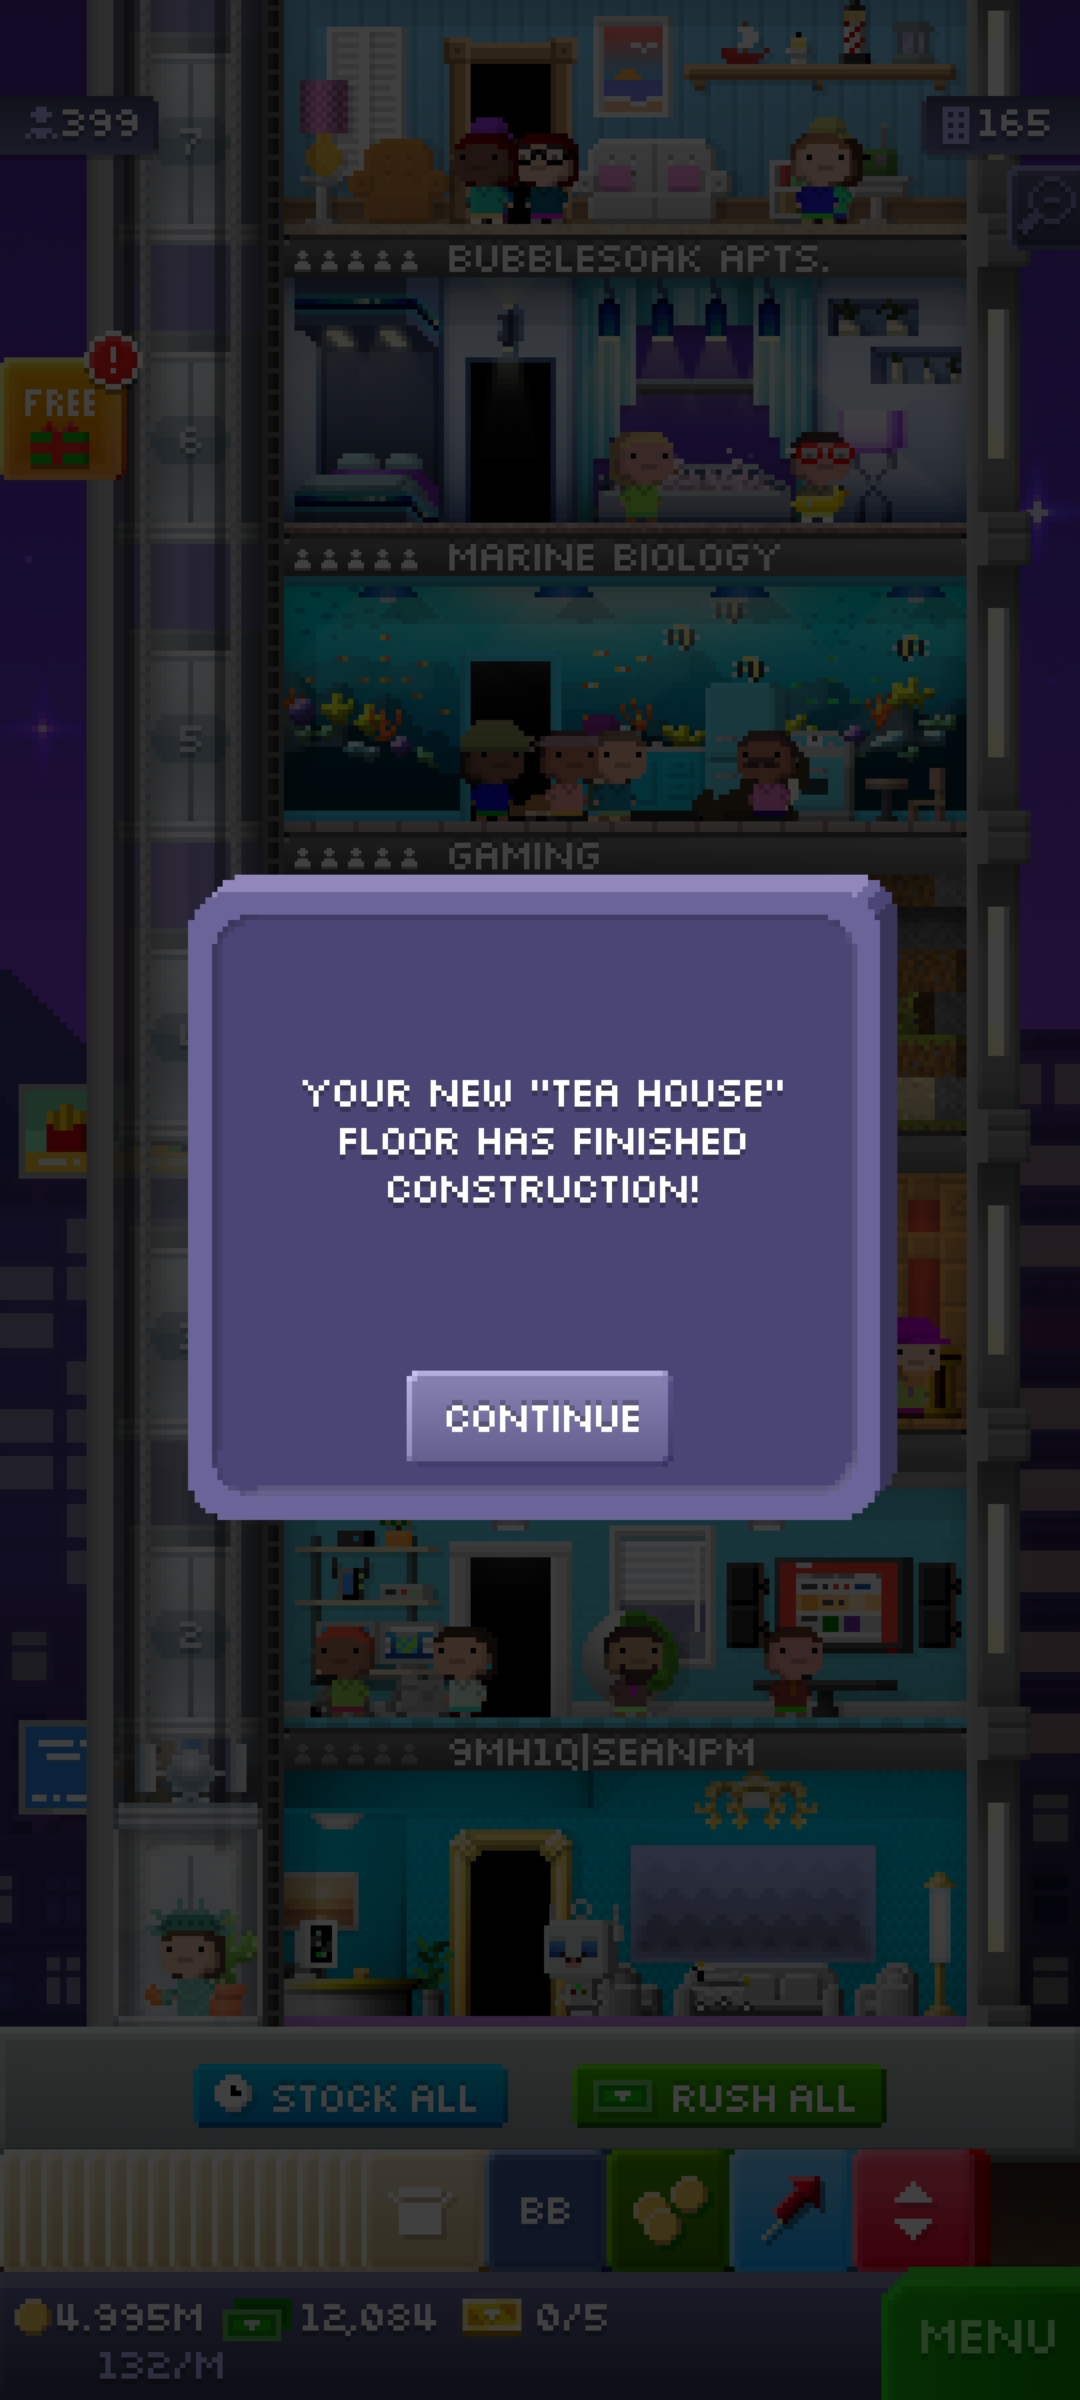 399
7
165
BUBBLESOAK APTS.
FREE
!
6
MARINE BIOLOGY
5
GAMING
YOUR NEW "TEA HOUSE"
FLOOR HAS FINISHED
CONSTRUCTION!
CONTINUE
2
9MH1Q|SEANPM
STOCK ALL
RUSH ALL
BB
4.995M
12,084
0/5
132/M
MENU